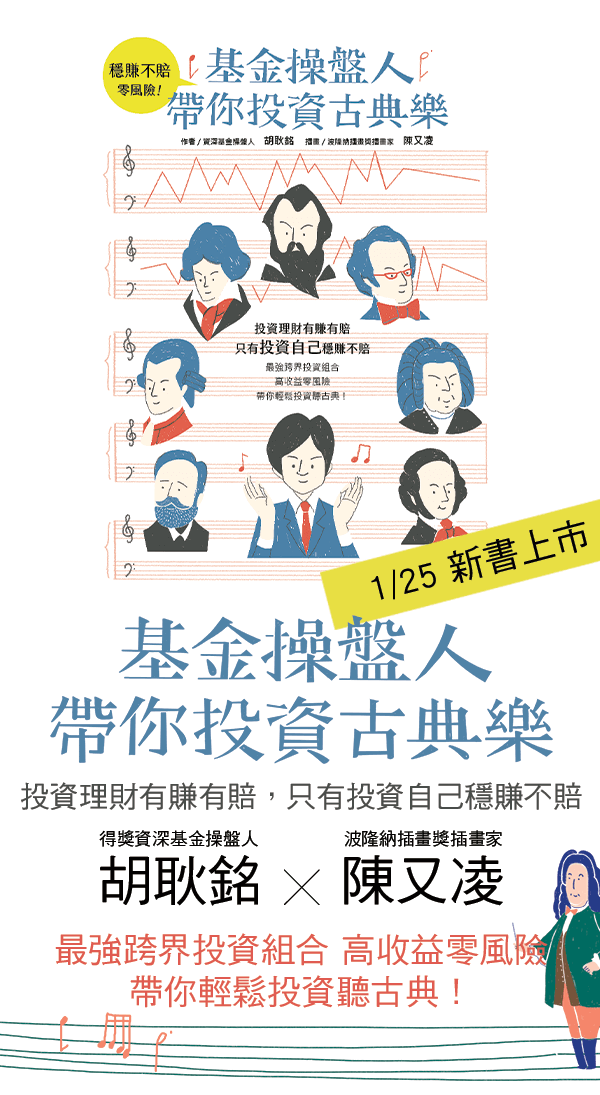 穩賺不賠
零風險!
基金操盤人
帶你投資古典樂
作者/資深基金操盤人 胡耿銘 插畫/波隆納插畫獎插畫家 陳又凌
投資理財有賺有賠
只有投資自己穩賺不賠
最強跨界投資組合
高收益零風險
帶你輕鬆投資聽古典!
1/25 新書上市
基金操盤人
帶你投資古典樂
投資理財有賺有賠,只有投資自己穩賺不賠
得獎資深基金操盤人 波隆納插畫獎插畫家
胡耿銘 × 陳又凌
最強跨界投資組合 高收益零風險
帶你輕鬆投資聽古典!